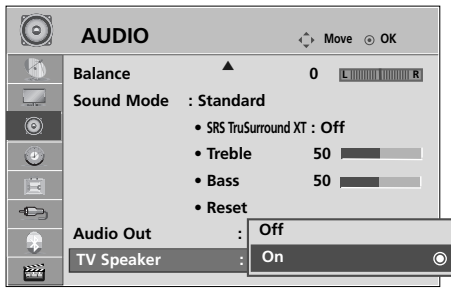 AUDIO Move OK
Balance 0 L R
Sound Mode : Standard
• SRS TruSurround XT : Off
• Treble 50
• Bass 50
• Reset
Audio Out : Off
TV Speaker : On